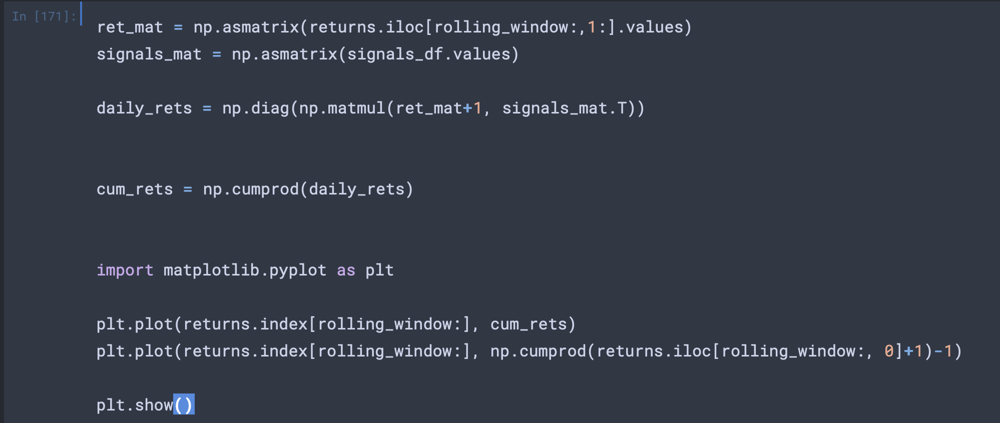 In [171]:
ret_mat = np.asmatrix(returns.iloc[rolling_window:,1:].values)
signals_mat = np.asmatrix(signals_df.values)
daily_rets = np.diag(np.matmul(ret_mat+1, signals_mat.T))
cum_rets = np.cumprod(daily_rets)
import matplotlib.pyplot as plt
plt.plot(returns.index[rolling_window:], cum_rets)
plt.plot(returns.index[rolling_window:], np.cumprod(returns.iloc[rolling_window:, 0]+1)-1)
plt.show()